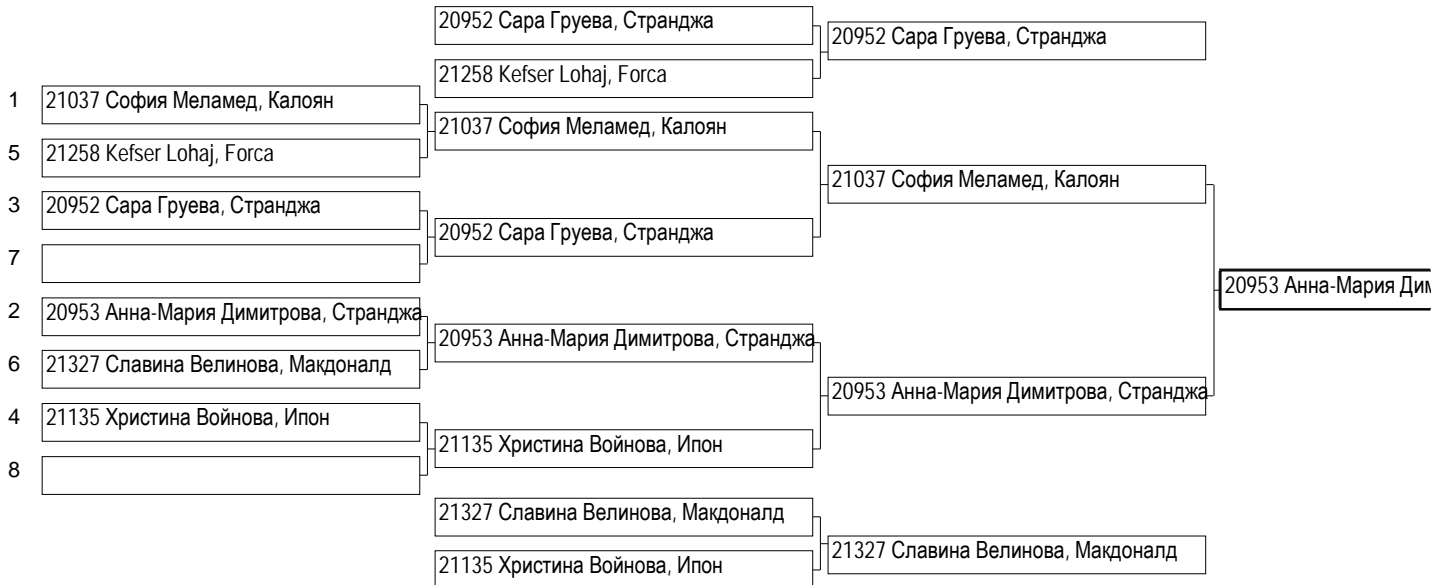 20952 Сара Груева, Странджа
20952 Сара Груева, Странджа
21258 Kefser Lohaj, Forca
1 21037 София Меламед, Калоян
21037 София Меламед, Калоян
5 21258 Kefser Lohaj, Forca
21037 София Меламед, Калоян
3 20952 Сара Груева, Странджа
20952 Сара Груева, Странджа
7
20953 Анна-Мария
2 20953 Анна-Мария Димитрова, Странджа
20953 Анна-Мария Димитрова, Странджа
6 21327 Славина Велинова, Макдоналд
20953 Анна-Мария Димитрова, Странджа
4 21135 Христина Войнова, Ипон
21135 Христина Войнова, Ипон
8
21327 Славина Велинова, Макдоналд
21327 Славина Велинова, Макдоналд
21135 Христина Войнова, Ипон